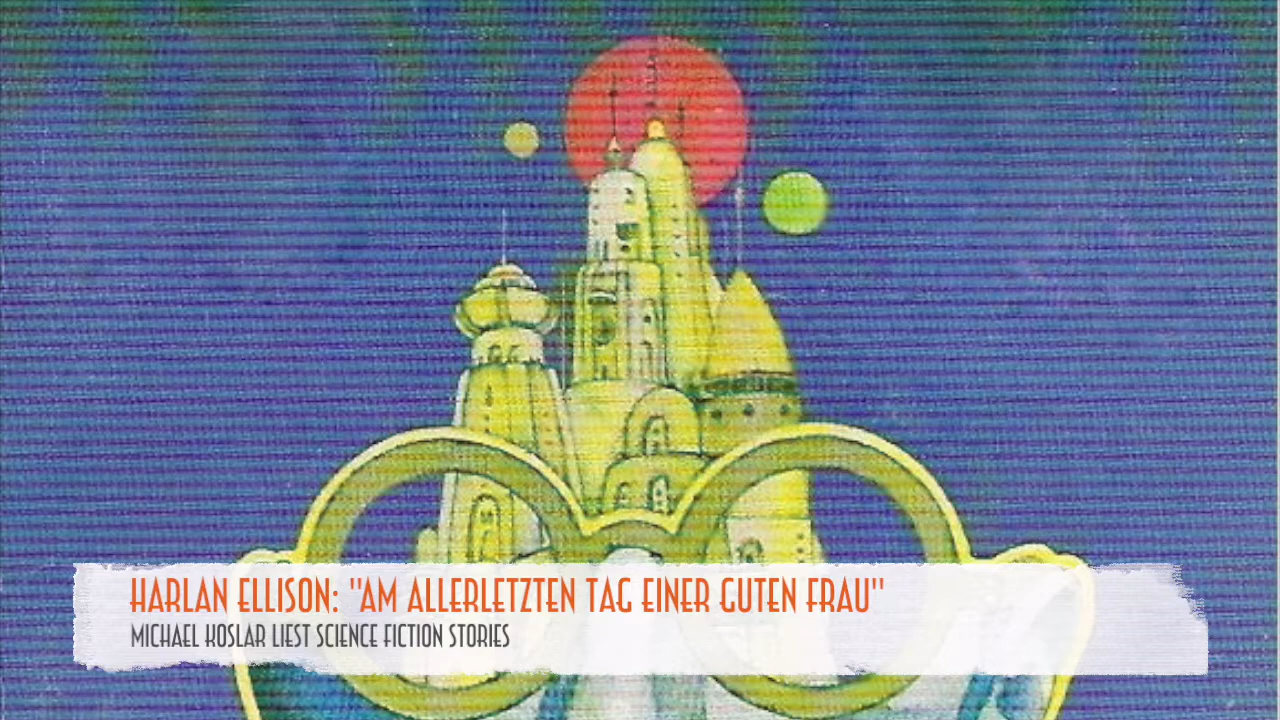 HARLAN ELLISON: "AM ALLERLETZTEN TAG EINER GUTEN FRAU"
MICHAEL KOSLAR LIEST SCIENCE FICTION STORIES